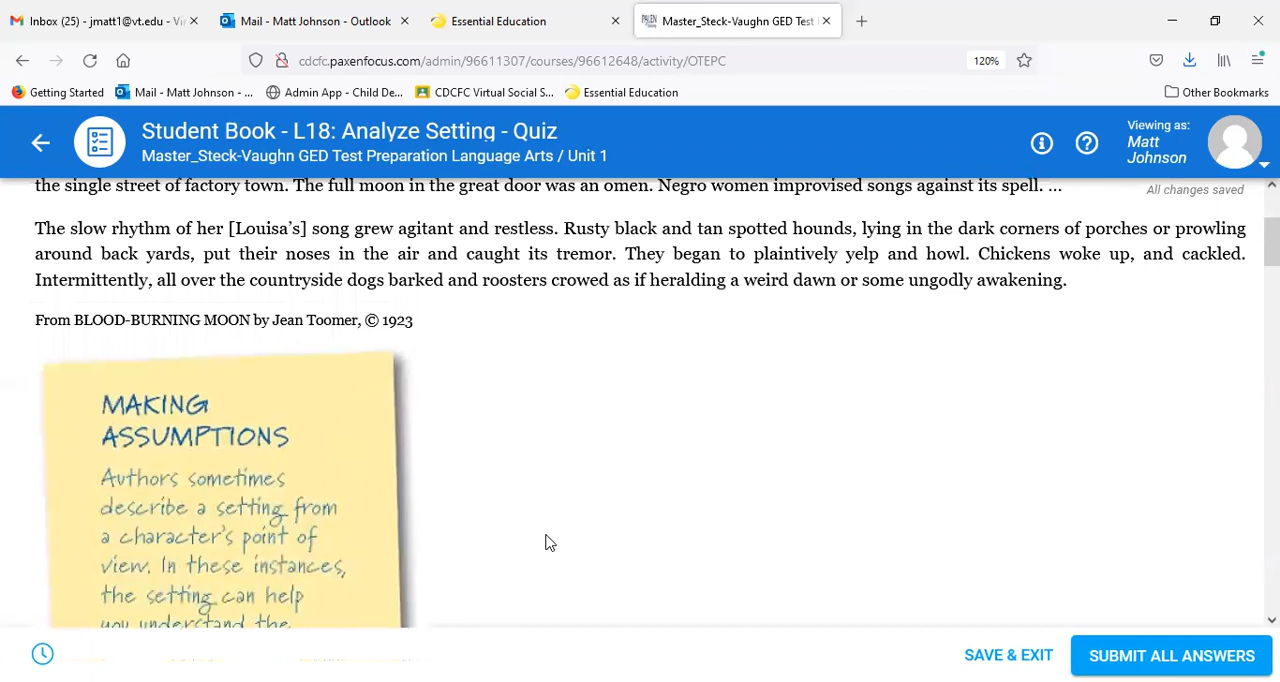 Inbox (25) - jmatt1@vt.edu - Vi
Mail - Matt Johnson - Outlook
Essential Education
Master_Steck-Vaughn GED Test
cdcfc.paxenfocus.com/admin/96611307/courses/96612648/activity/OTEPC
120%
Getting Started
Mail - Matt Johnson - ...
Admin App - Child De...
CDCFC Virtual Social S...
Essential Education
Other Bookmarks
Student Book - L18: Analyze Setting - Quiz
Master_Steck-Vaughn GED Test Preparation Language Arts / Unit 1
Viewing as:
Matt
Johnson
the single street of factory town. The full moon in the great door was an omen. Negro women improvised songs against its spell. ...
All changes saved
The slow rhythm of her [Louisa's] song grew agitant and restless. Rusty black and tan spotted hounds, lying in the dark corners of porches or prowling
around back yards, put their noses in the air and caught its tremor. They began to plaintively yelp and howl. Chickens woke up, and cackled.
Intermittently, all over the countryside dogs barked and roosters crowed as if heralding a weird dawn or some ungodly awakening.
From BLOOD-BURNING MOON by Jean Toomer, © 1923
MAKING
ASSUMPTIONS
Authors sometimes
describe a setting from
a character's point of
view. In these instances,
the setting can help
you understand the
SAVE & EXIT
SUBMIT ALL ANSWERS